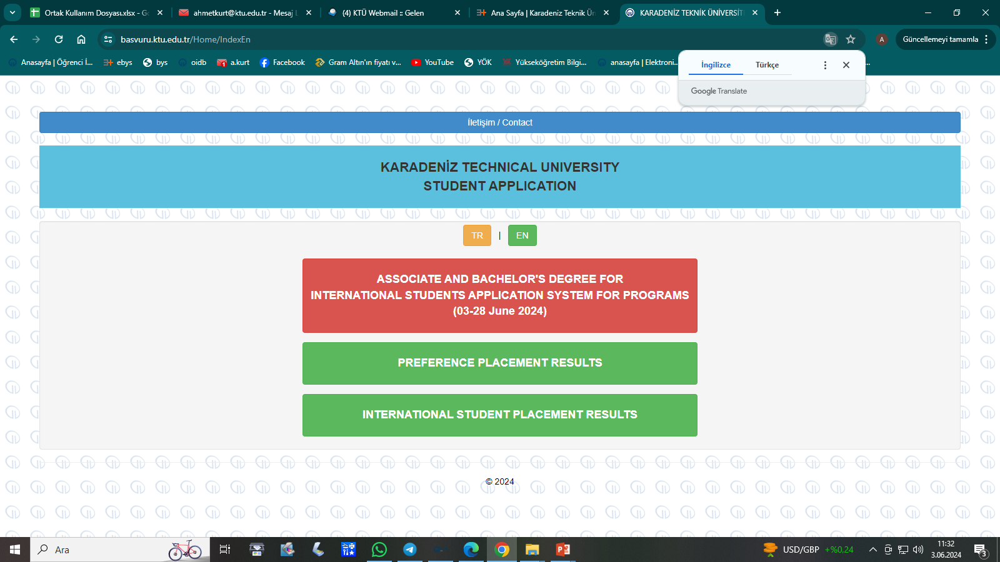 Ortak Kullanım Dosyası.xlsx - Go
ahmetkurt@ktu.edu.tr - Mesaj L
(4) KTÜ Webmail :: Gelen
Ana Sayfa | Karadeniz Teknik Ün
KARADENİZ TEKNİK ÜNİVERSİT
basvuru.ktu.edu.tr/Home/IndexEn
A
Güncellemeyi tamamla
Anasayfa | Öğrenci İ...
ebys
bys
oidb
a.kurt
Facebook
Gram Altın'ın fiyatı v...
YouTube
YÖK
Yükseköğretim Bilgi...
anasayfa | Elektroni...
İngilizce
Türkçe
Google Translate
İletişim / Contact
KARADENİZ TECHNICAL UNIVERSITY
STUDENT APPLICATION
TR | EN
ASSOCIATE AND BACHELOR'S DEGREE FOR
INTERNATIONAL STUDENTS APPLICATION SYSTEM FOR PROGRAMS
(03-28 June 2024)
PREFERENCE PLACEMENT RESULTS
INTERNATIONAL STUDENT PLACEMENT RESULTS
© 2024
Ara
USD/GBP +%0,24
11:32
3.06.2024
3